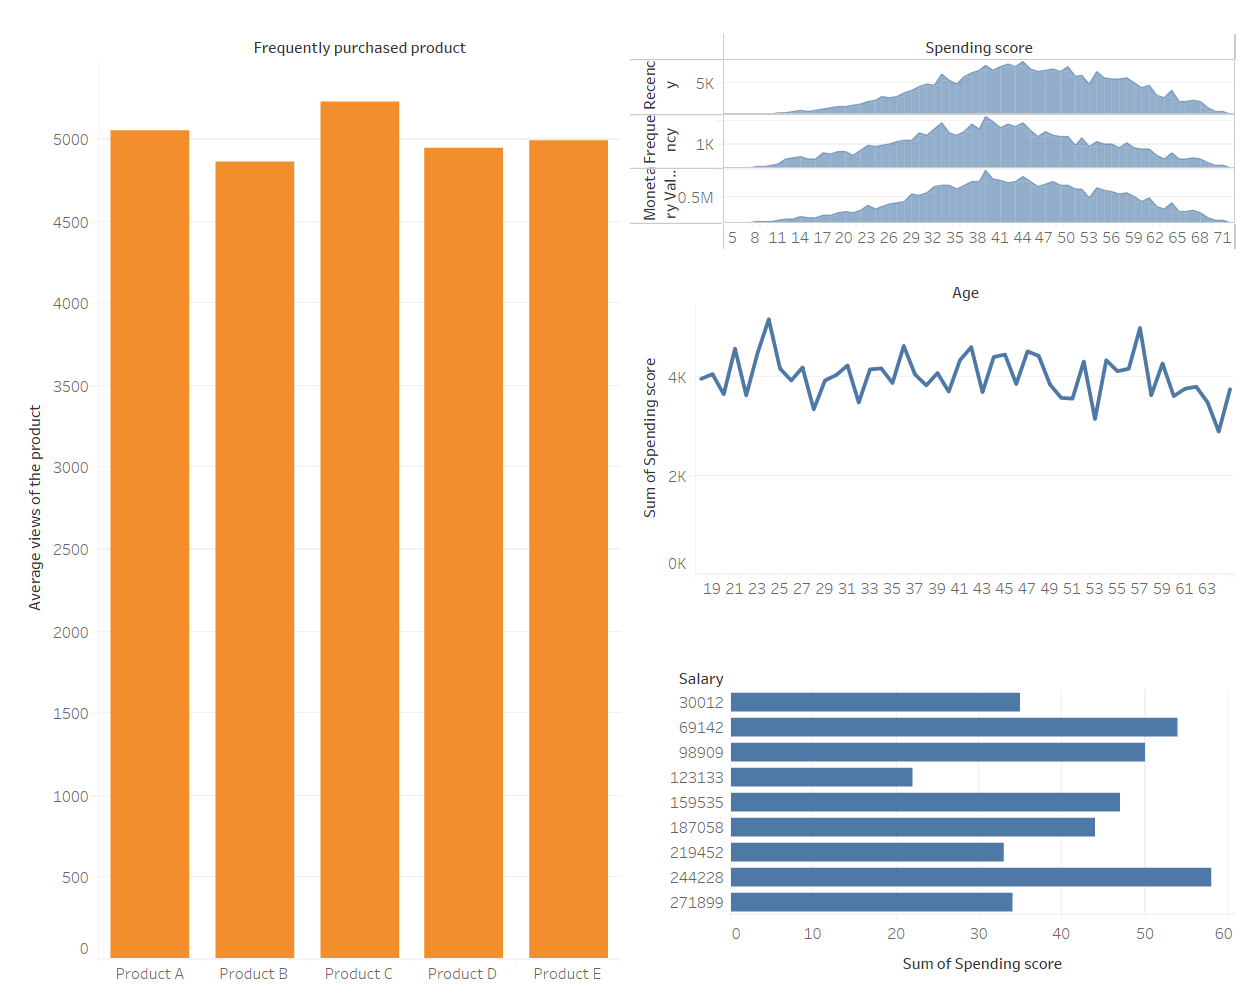 Frequently purchased product
Average views of the product
5000
4500
4000
3500
3000
2500
2000
1500
1000
500
0
Product A Product B Product C Product D Product E
Spending score
Recenc
y
5K
Freque
ncy
1K
Moneta
ry Val..
0.5M
5 8 11 14 17 20 23 26 29 32 35 38 41 44 47 50 53 56 59 62 65 68 71
Age
Sum of Spending score
4K
2K
0K
19 21 23 25 27 29 31 33 35 37 39 41 43 45 47 49 51 53 55 57 59 61 63
Salary
30012
69142
98909
123133
159535
187058
219452
244228
271899
0 10 20 30 40 50 60
Sum of Spending score